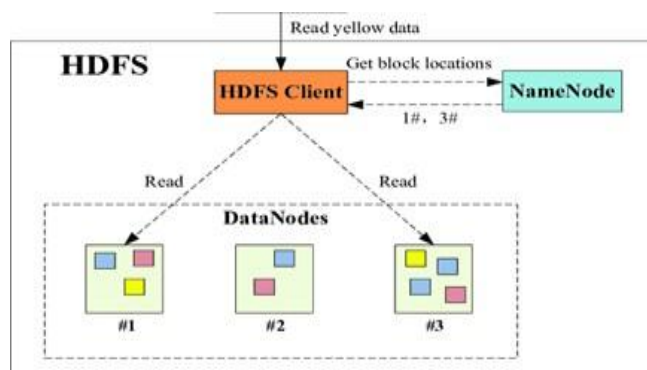 Read yellow data
HDFS
Get block locations
HDFS Client
NameNode
1#, 3#
Read
Read
DataNodes
#1
#2
#3